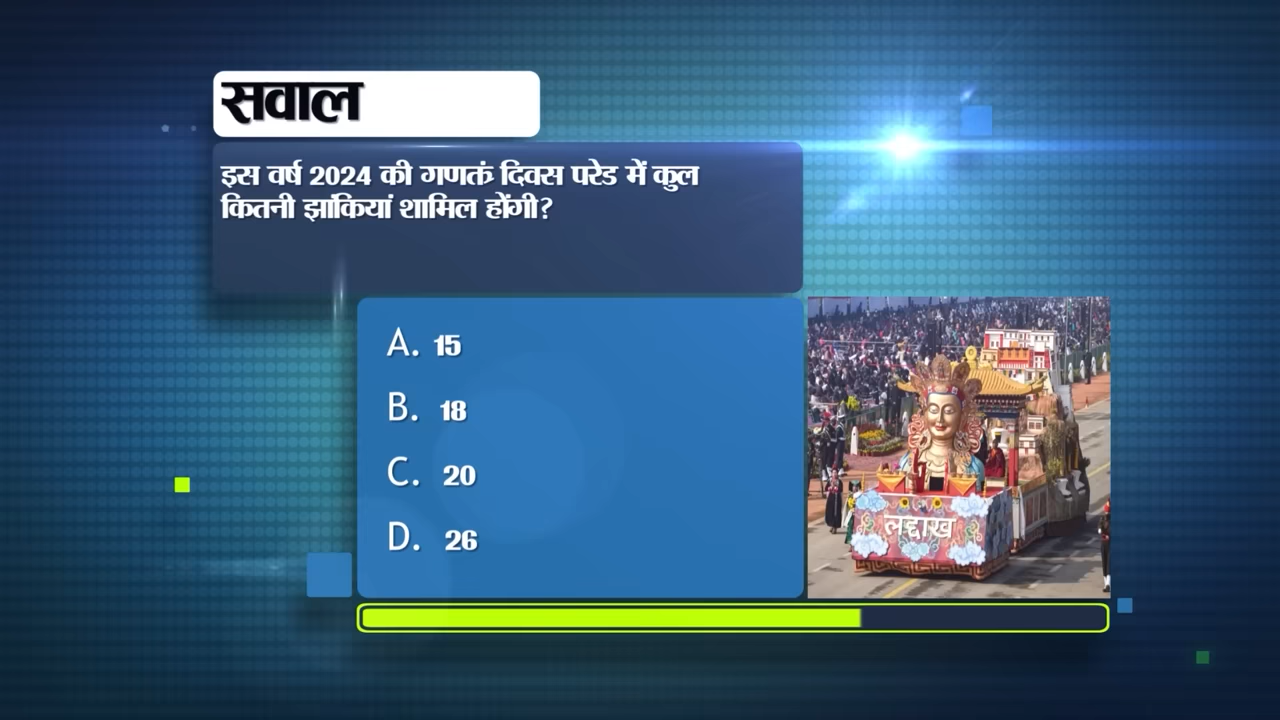 सवाल
इस वर्ष 2024 की गणतं दिवस परेड में कुल
कितनी झांकियां शामिल होंगी?
A. 15
B. 18
C. 20
D. 26
लद्दाख